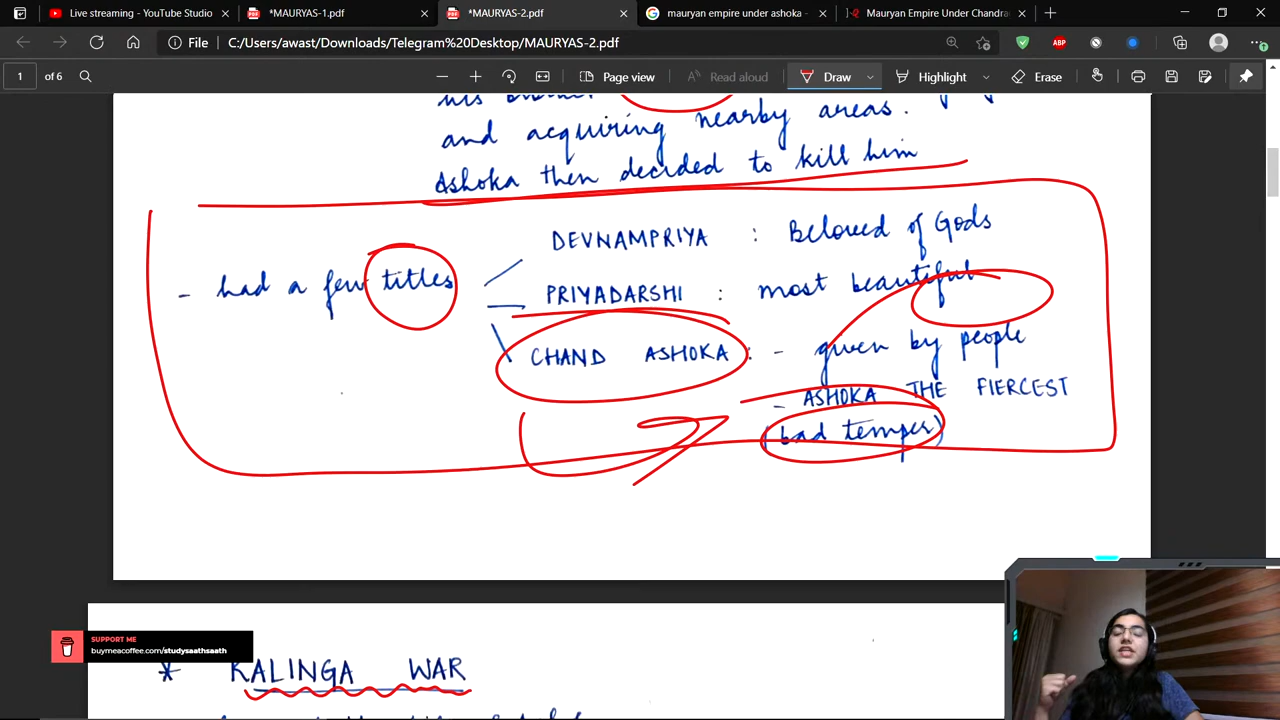 Live streaming - YouTube Studio
*MAURYAS-1.pdf
*MAURYAS-2.pdf
mauryan empire under ashoka -
Mauryan Empire Under Chandra
File
C:/Users/awast/Downloads/Telegram%20Desktop/MAURYAS-2.pdf
1 of 6
Page view
Read aloud
Draw
Highlight
Erase
ABP
his
and acquiring nearby areas.
Ashoka then decided to kill him
- had a few titles
DEVNAMPRIYA : Beloved of Gods
PRIYADARSHI : most beautiful
CHAND ASHOKA : - given by people
- ASHOKA THE FIERCEST
(bad temper)
SUPPORT ME
buymeacoffee.com/studysaathsaath
* KALINGA WAR